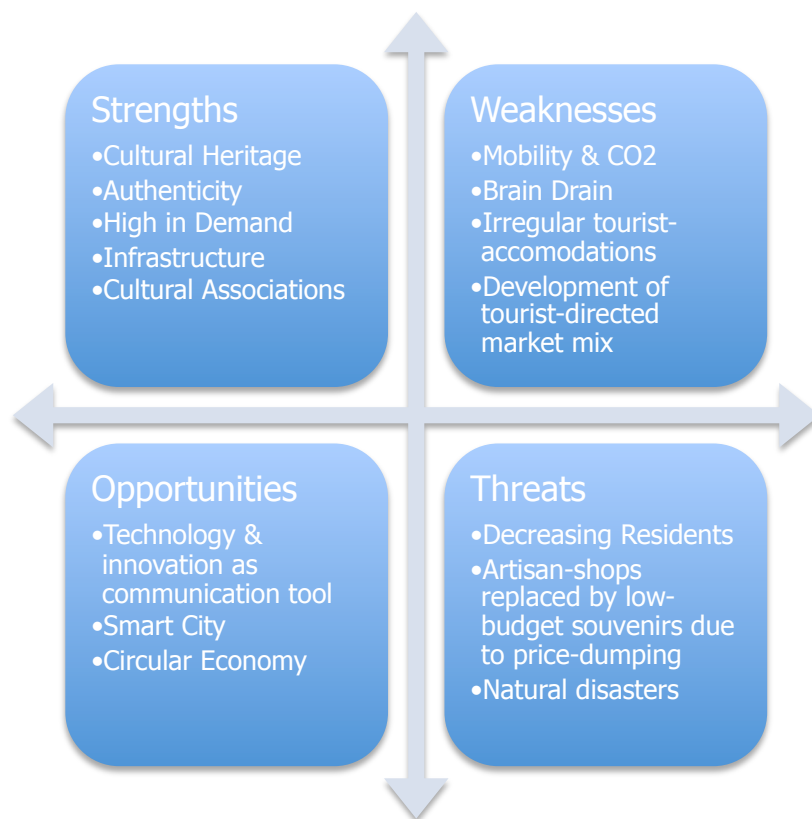 Strengths
•Cultural Heritage
•Authenticity
•High in Demand
•Infrastructure
•Cultural Associations
Weaknesses
•Mobility & CO2
•Brain Drain
•Irregular tourist-
accomodations
•Development of
tourist-directed
market mix
Opportunities
•Technology &
innovation as
communication tool
•Smart City
•Circular Economy
Threats
•Decreasing Residents
•Artisan-shops
replaced by low-
budget souvenirs due
to price-dumping
•Natural disasters